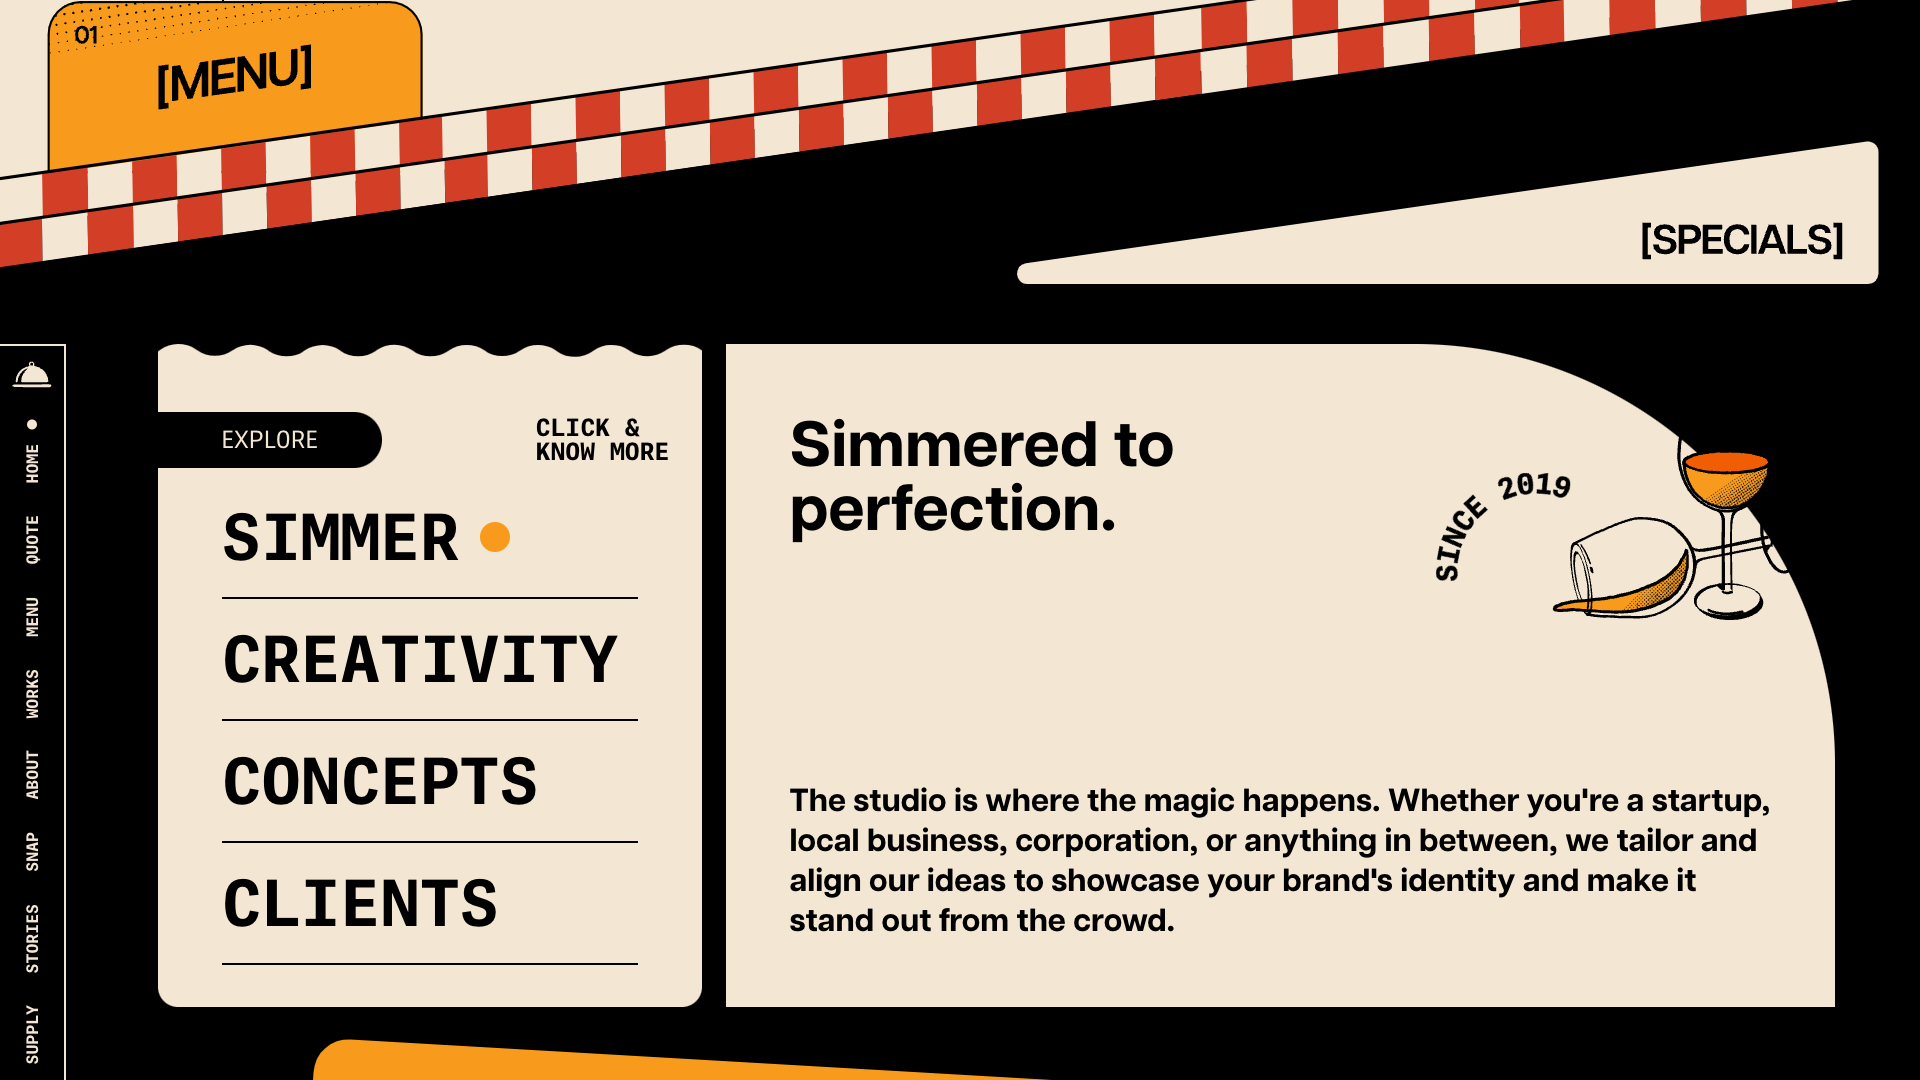 01
[MENU]
[SPECIALS]
HOME
QUOTE
MENU
WORKS
ABOUT
SNAP
STORIES
SUPPLY
EXPLORE
CLICK &
KNOW MORE
SIMMER
CREATIVITY
CONCEPTS
CLIENTS
Simmered to
perfection.
SINCE 2019
The studio is where the magic happens. Whether you're a startup,
local business, corporation, or anything in between, we tailor and
align our ideas to showcase your brand's identity and make it
stand out from the crowd.